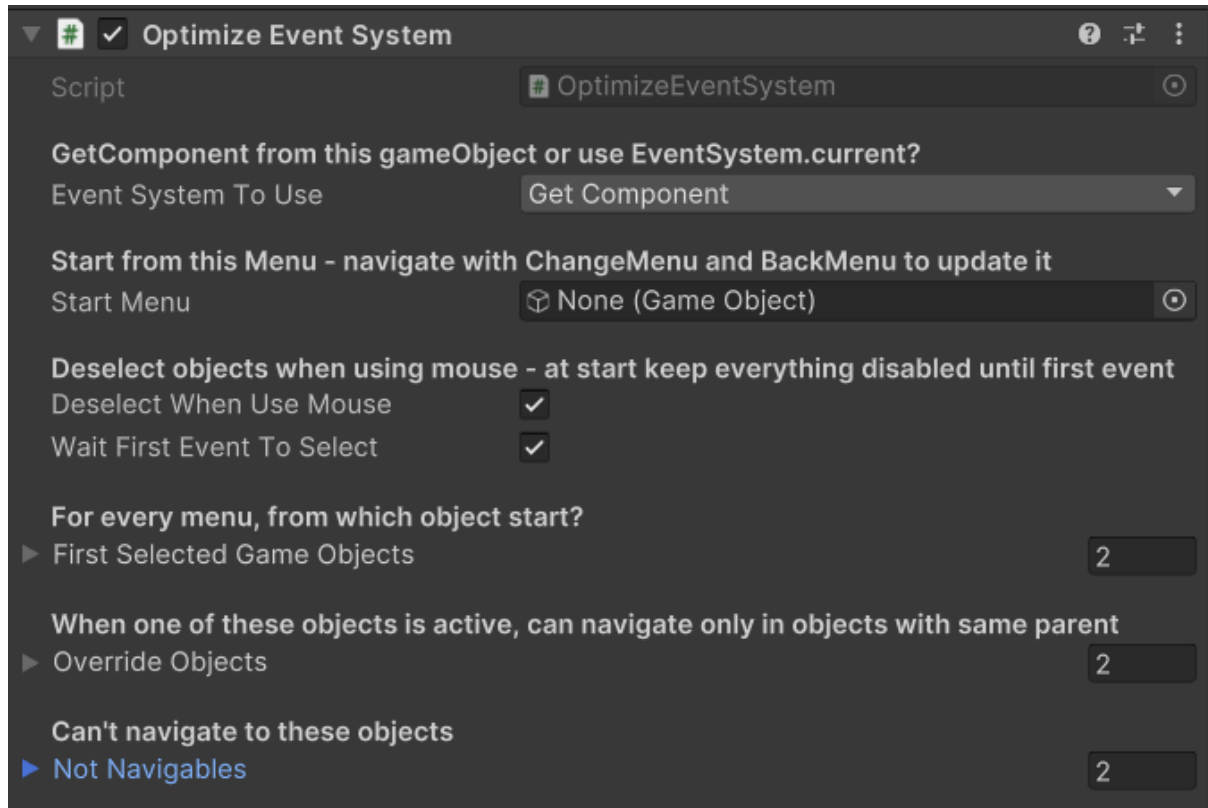 Optimize Event System
Script OptimizeEventSystem
GetComponent from this gameObject or use EventSystem.current?
Event System To Use Get Component
Start from this Menu - navigate with ChangeMenu and BackMenu to update it
Start Menu None (Game Object)
Deselect objects when using mouse - at start keep everything disabled until first event
Deselect When Use Mouse
Wait First Event To Select
For every menu, from which object start?
First Selected Game Objects 2
When one of these objects is active, can navigate only in objects with same parent
Override Objects 2
Can't navigate to these objects
Not Navigables 2